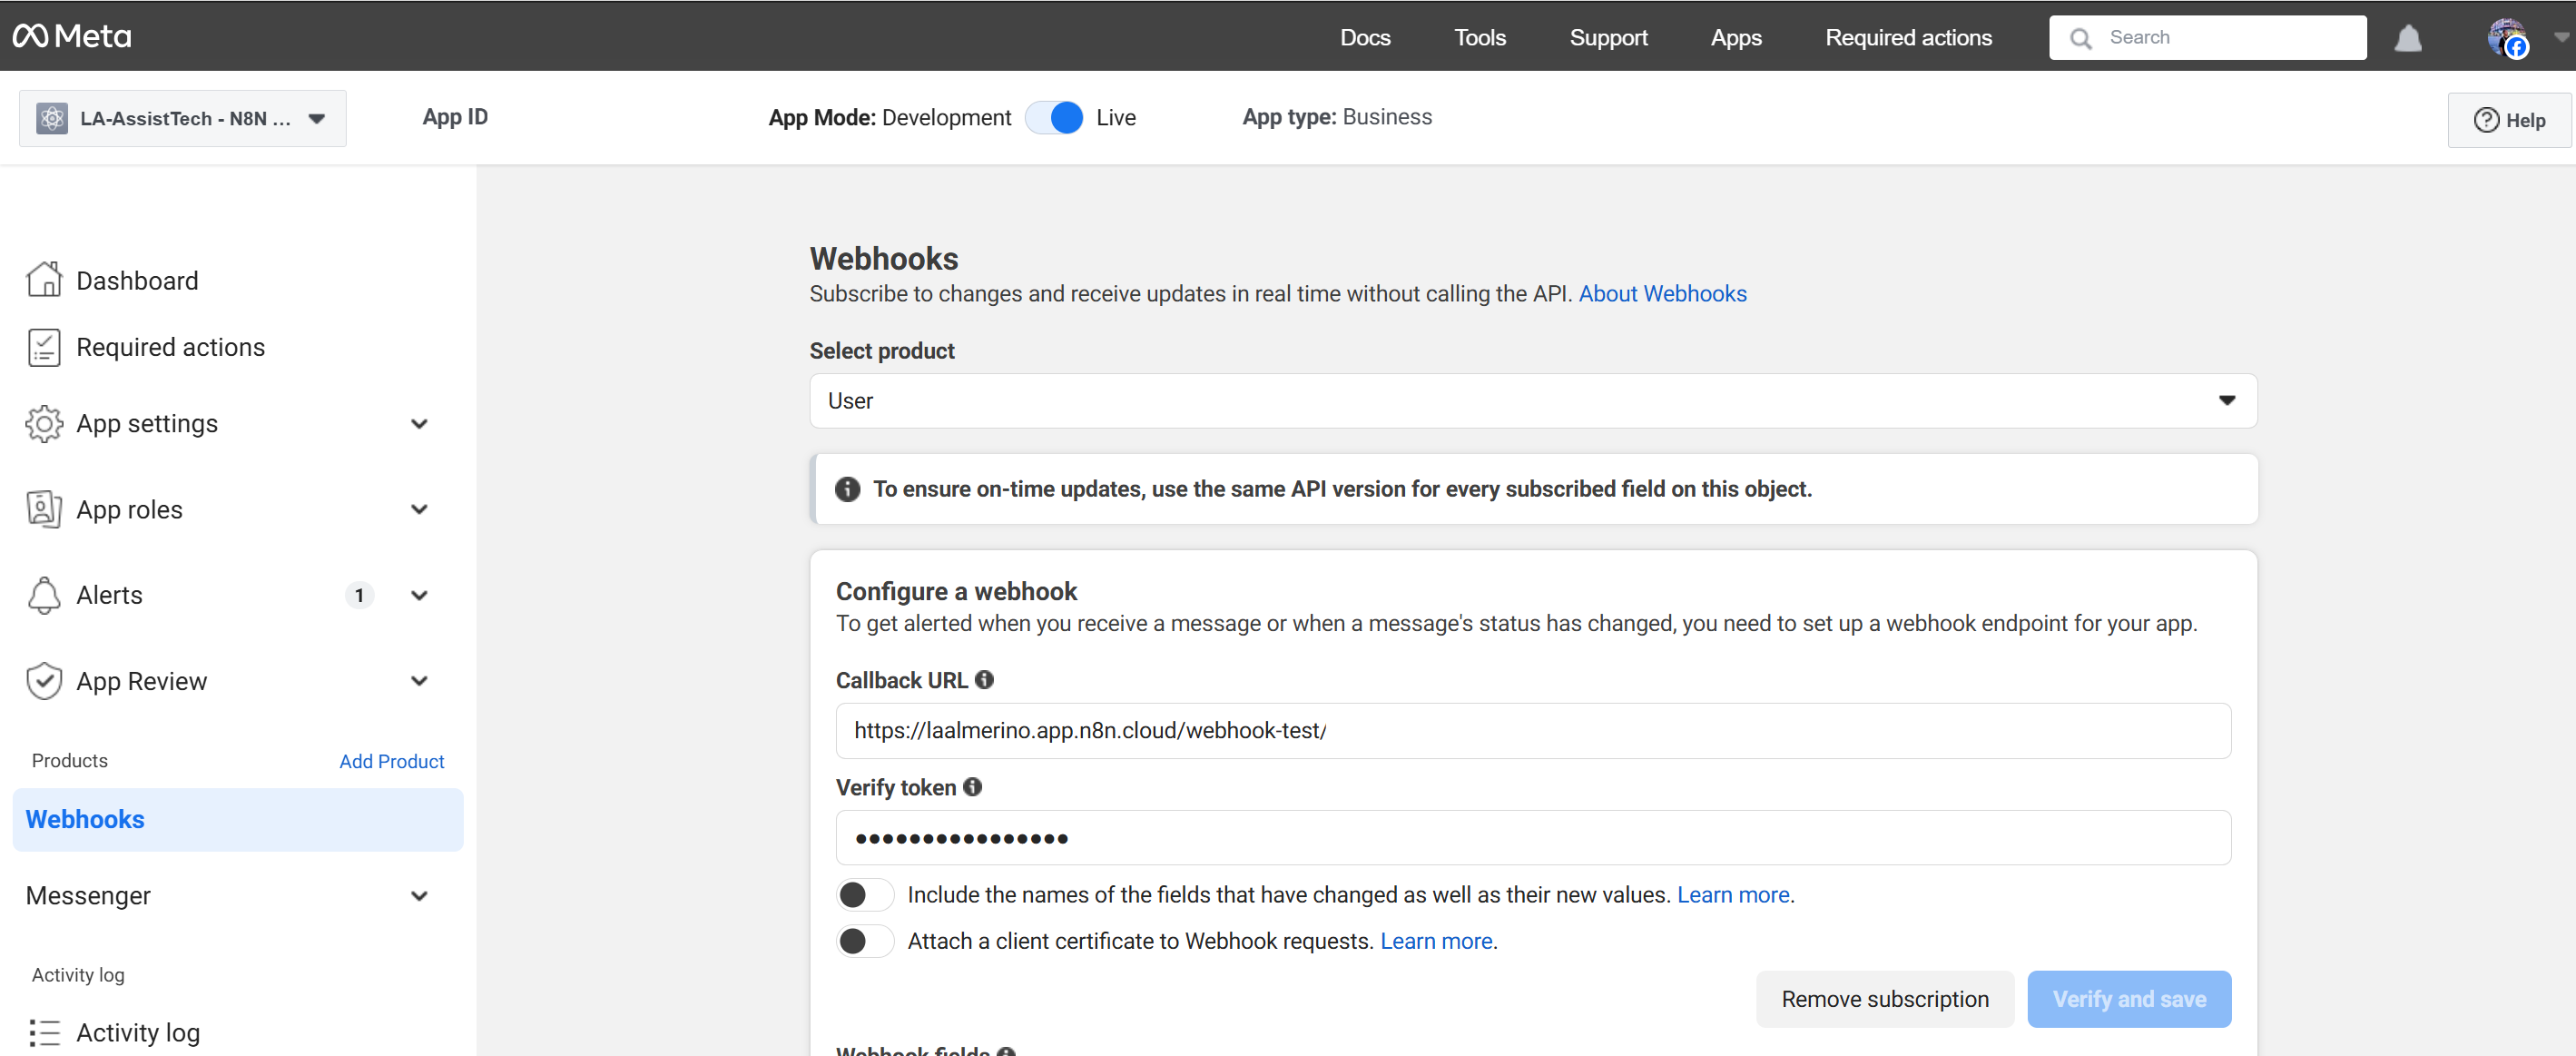 Meta
Docs
Tools
Support
Apps
Required actions
Search
LA-AssistTech - N8N ...
App ID
App Mode: Development
Live
App type: Business
Help
Dashboard
Required actions
App settings
App roles
Alerts
1
App Review
Products
Add Product
Webhooks
Messenger
Activity log
Activity log
Webhooks
Subscribe to changes and receive updates in real time without calling the API. About Webhooks
Select product
User
To ensure on-time updates, use the same API version for every subscribed field on this object.
Configure a webhook
To get alerted when you receive a message or when a message's status has changed, you need to set up a webhook endpoint for your app.
Callback URL
https://laalmerino.app.n8n.cloud/webhook-test/
Verify token
••••••••••••••••
Include the names of the fields that have changed as well as their new values. Learn more.
Attach a client certificate to Webhook requests. Learn more.
Remove subscription
Verify and save
Webhook fields